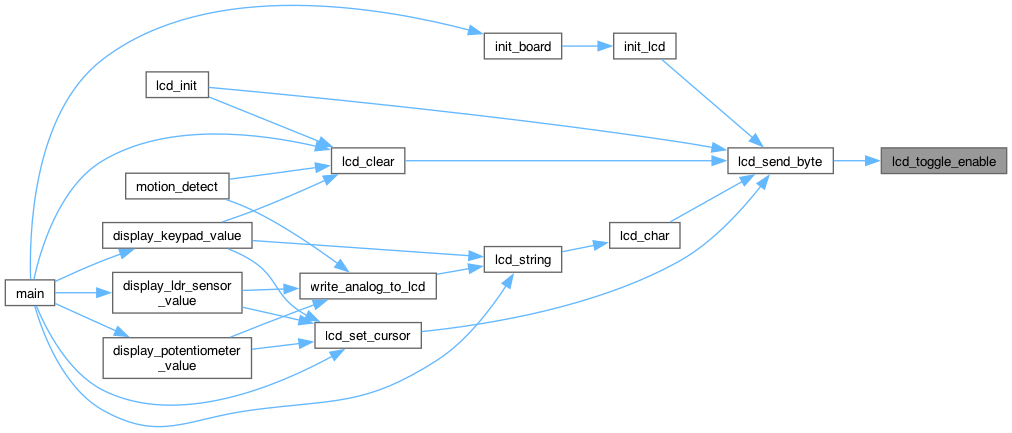 init_board
init_lcd
lcd_init
lcd_clear
lcd_send_byte
lcd_toggle_enable
motion_detect
display_keypad_value
lcd_char
lcd_string
main
display_ldr_sensor
_value
write_analog_to_lcd
lcd_set_cursor
display_potentiometer
_value